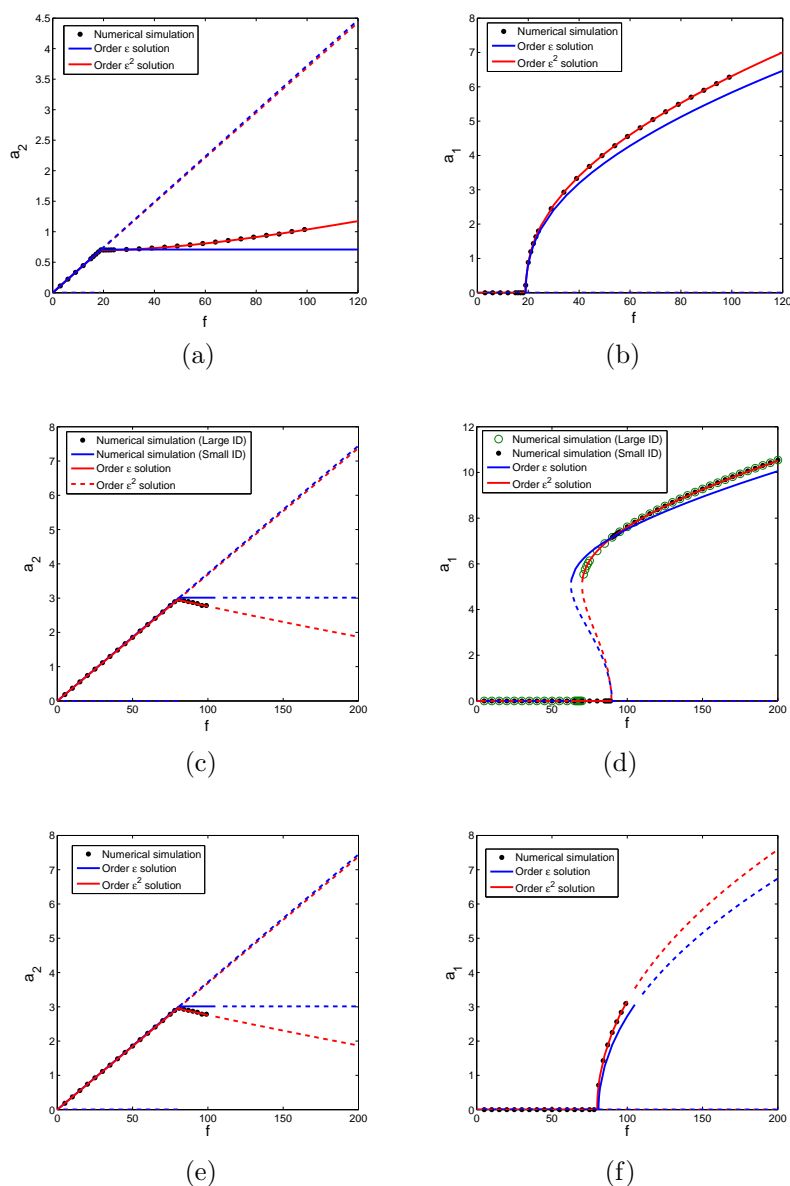 4.5
4
3.5
3
2.5
2
1.5
1
0.5
0
0 20 40 60 80 100 120
f
a2
Numerical simulation
Order ε solution
Order ε² solution
(a)
8
7
6
5
4
3
2
1
0
0 20 40 60 80 100 120
f
a1
Numerical simulation
Order ε solution
Order ε² solution
(b)
8
7
6
5
4
3
2
1
0
0 50 100 150 200
f
a2
Numerical simulation (Large ID)
Numerical simulation (Small ID)
Order ε solution
Order ε² solution
(c)
12
10
8
6
4
2
0
0 50 100 150 200
f
a1
Numerical simulation (Large ID)
Numerical simulation (Small ID)
Order ε solution
Order ε² solution
(d)
8
7
6
5
4
3
2
1
0
0 50 100 150 200
f
a2
Numerical simulation
Order ε solution
Order ε² solution
(e)
8
7
6
5
4
3
2
1
0
0 50 100 150 200
f
a1
Numerical simulation
Order ε solution
Order ε² solution
(f)